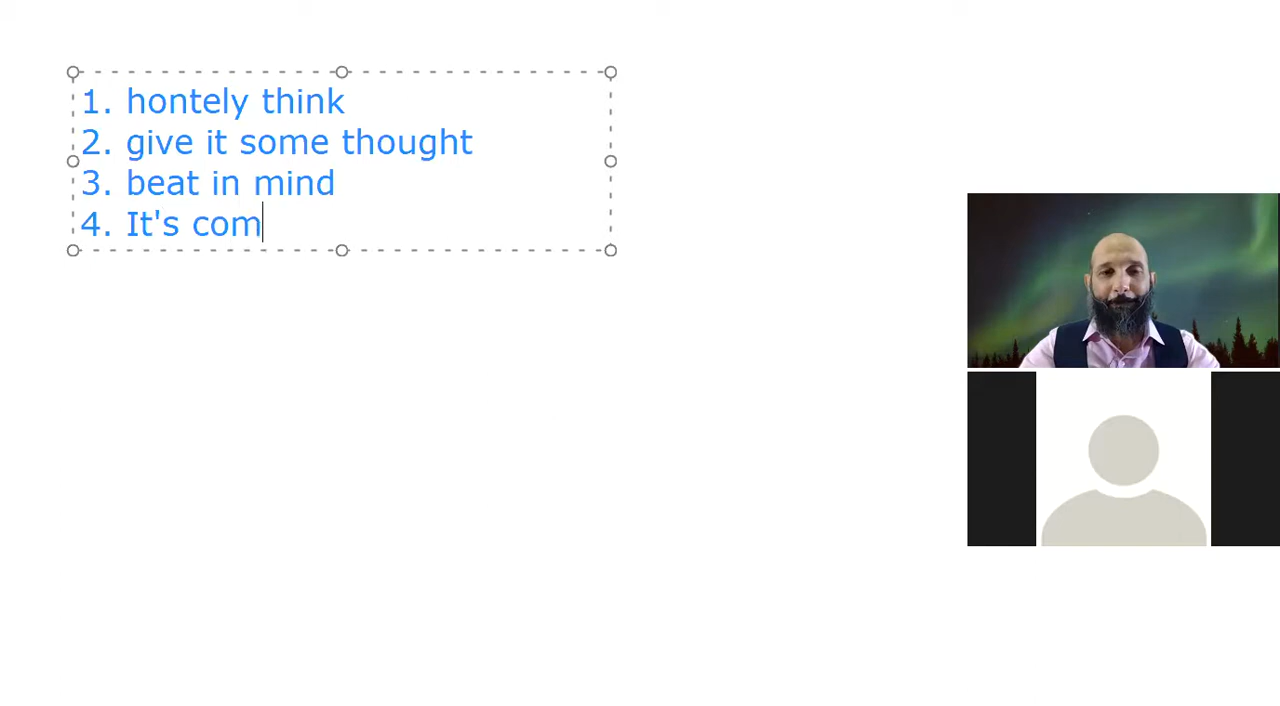 1. hontely think
2. give it some thought
3. beat in mind
4. It's com